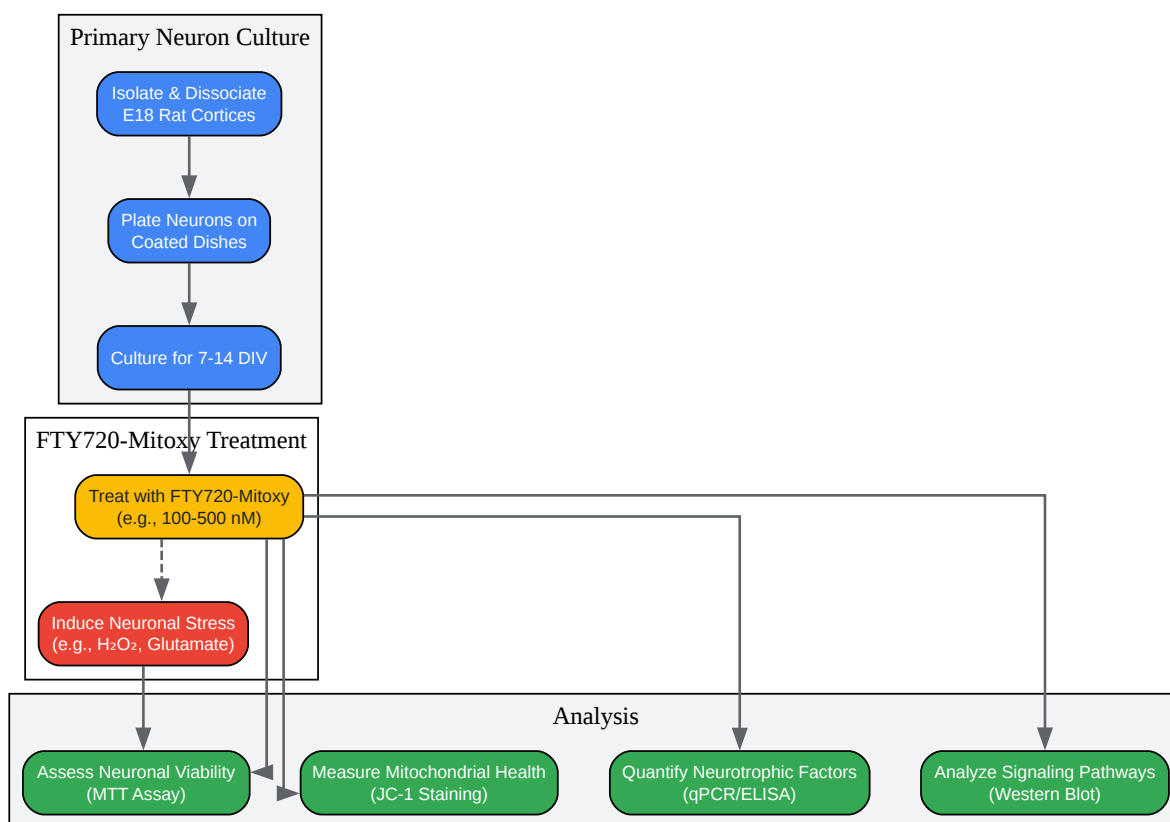 Primary Neuron Culture
Isolate & Dissociate
E18 Rat Cortices
Plate Neurons on
Coated Dishes
Culture for 7-14 DIV
FTY720-Mitoxy Treatment
Treat with FTY720-Mitoxy
(e.g., 100-500 nM)
Induce Neuronal Stress
(e.g., H₂O₂, Glutamate)
Analysis
Assess Neuronal Viability
(MTT Assay)
Measure Mitochondrial Health
(JC-1 Staining)
Quantify Neurotrophic Factors
(qPCR/ELISA)
Analyze Signaling Pathways
(Western Blot)